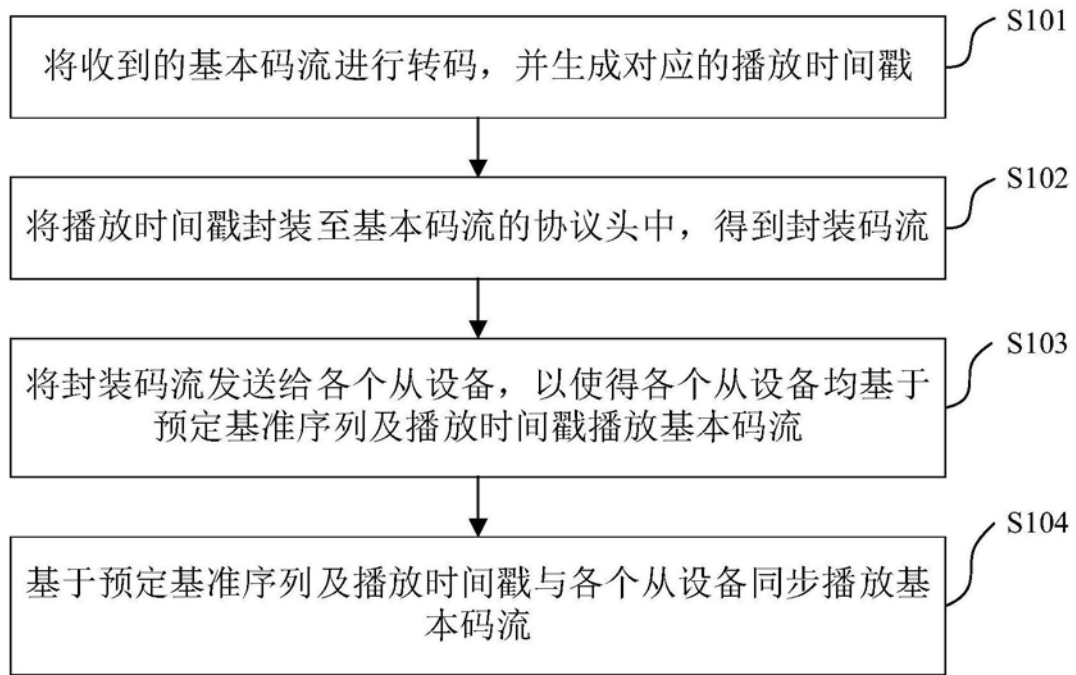 S101
将收到的基本码流进行转码，并生成对应的播放时间戳
S102
将播放时间戳封装至基本码流的协议头中，得到封装码流
S103
将封装码流发送给各个从设备，以使得各个从设备均基于
预定基准序列及播放时间戳播放基本码流
S104
基于预定基准序列及播放时间戳与各个从设备同步播放基
本码流